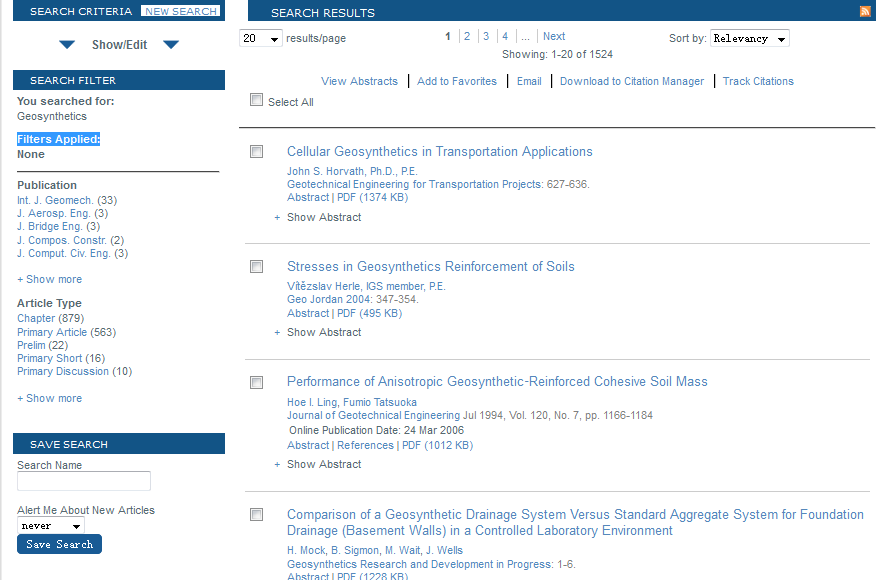 SEARCH CRITERIA NEW SEARCH
Show/Edit
SEARCH FILTER
You searched for:
Geosynthetics
Filters Applied:
None
Publication
Int. J. Geomech. (33)
J. Aerosp. Eng. (3)
J. Bridge Eng. (3)
J. Compos. Constr. (2)
J. Comput. Civ. Eng. (3)
+ Show more
Article Type
Chapter (879)
Primary Article (563)
Prelim (22)
Primary Short (16)
Primary Discussion (10)
+ Show more
SAVE SEARCH
Search Name
Alert Me About New Articles
never
Save Search
SEARCH RESULTS
20 results/page
1 2 3 4 ... Next
Showing: 1-20 of 1524
Sort by: Relevancy
View Abstracts | Add to Favorites | Email | Download to Citation Manager | Track Citations
Select All
Cellular Geosynthetics in Transportation Applications
John S. Horvath, Ph.D., P.E.
Geotechnical Engineering for Transportation Projects: 627-636.
Abstract | PDF (1374 KB)
+ Show Abstract
Stresses in Geosynthetics Reinforcement of Soils
Vítězslav Herle, IGS member, P.E.
Geo Jordan 2004: 347-354.
Abstract | PDF (495 KB)
+ Show Abstract
Performance of Anisotropic Geosynthetic-Reinforced Cohesive Soil Mass
Hoe I. Ling, Fumio Tatsuoka
Journal of Geotechnical Engineering Jul 1994, Vol. 120, No. 7, pp. 1166-1184
Online Publication Date: 24 Mar 2006
Abstract | References | PDF (1012 KB)
+ Show Abstract
Comparison of a Geosynthetic Drainage System Versus Standard Aggregate System for Foundation
Drainage (Basement Walls) in a Controlled Laboratory Environment
H. Mock, B. Sigmon, M. Wait, J. Wells
Geosynthetics Research and Development in Progress: 1-6.
Abstract | PDF (1228 KB)